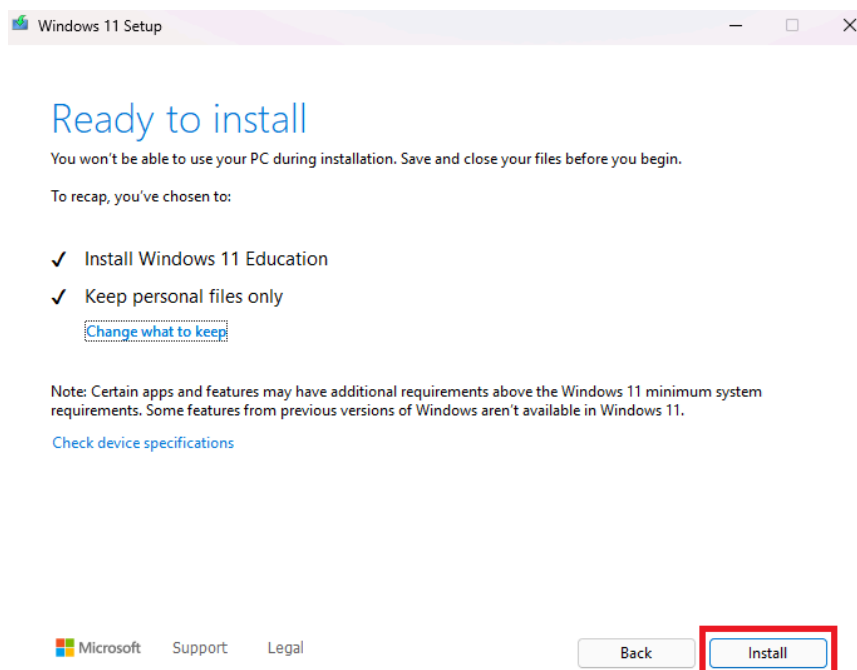 Windows 11 Setup
Ready to install
You won't be able to use your PC during installation. Save and close your files before you begin.
To recap, you've chosen to:
✓ Install Windows 11 Education
✓ Keep personal files only
Change what to keep
Note: Certain apps and features may have additional requirements above the Windows 11 minimum system
requirements. Some features from previous versions of Windows aren't available in Windows 11.
Check device specifications
Microsoft Support Legal Back Install